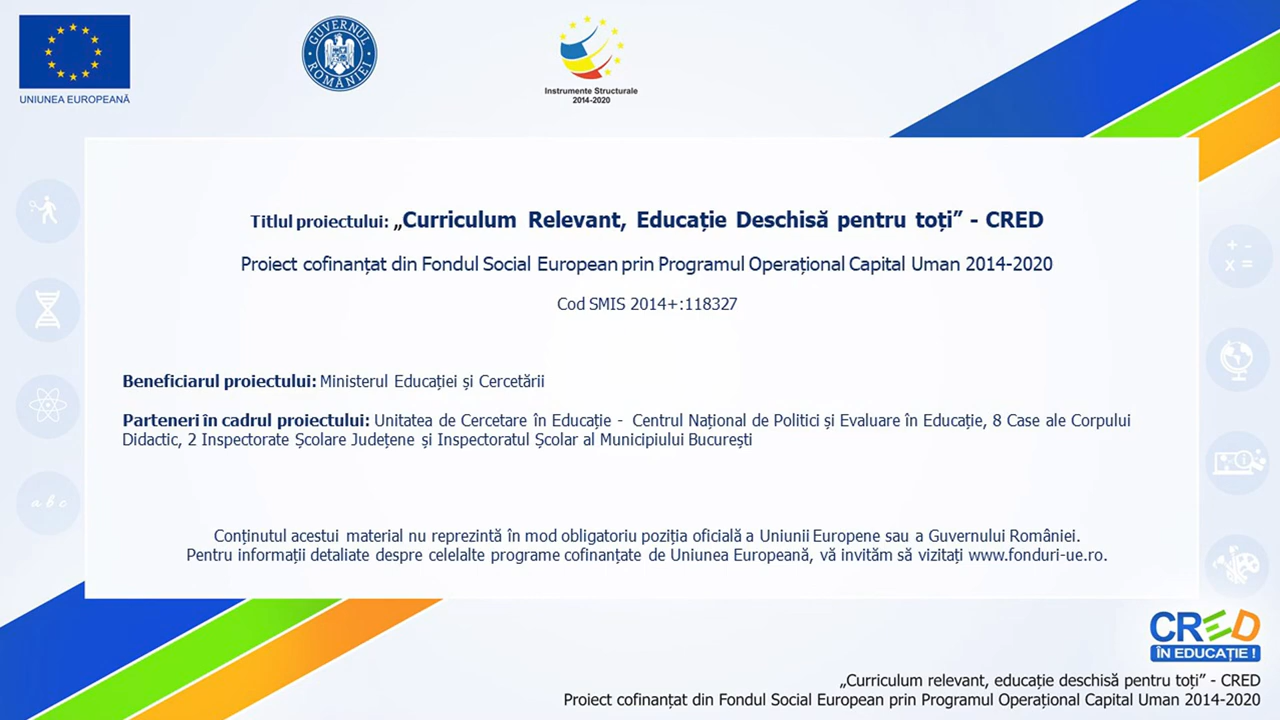 UNIUNEA EUROPEANĂ
GUVERNUL ROMÂNIEI
Instrumente Structurale
2014-2020
Titlul proiectului: „Curriculum Relevant, Educație Deschisă pentru toți” - CRED
Proiect cofinanțat din Fondul Social European prin Programul Operațional Capital Uman 2014-2020
Cod SMIS 2014+:118327
Beneficiarul proiectului: Ministerul Educației și Cercetării
Parteneri în cadrul proiectului: Unitatea de Cercetare în Educație - Centrul Național de Politici și Evaluare în Educație, 8 Case ale Corpului
Didactic, 2 Inspectorate Școlare Județene și Inspectoratul Școlar al Municipiului București
Conținutul acestui material nu reprezintă în mod obligatoriu poziția oficială a Uniunii Europene sau a Guvernului României.
Pentru informații detaliate despre celelalte programe cofinanțate de Uniunea Europeană, vă invităm să vizitați www.fonduri-ue.ro.
a b c
+ -
x =
CRED
ÎN EDUCAȚIE !
„Curriculum relevant, educație deschisă pentru toți” - CRED
Proiect cofinanțat din Fondul Social European prin Programul Operațional Capital Uman 2014-2020